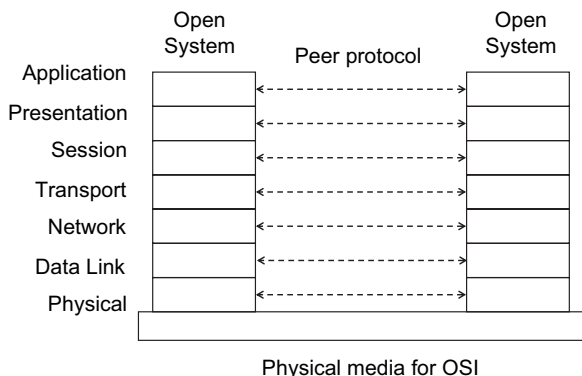 Open
System
Open
System
Peer protocol
Application
Presentation
Session
Transport
Network
Data Link
Physical
Physical media for OSI